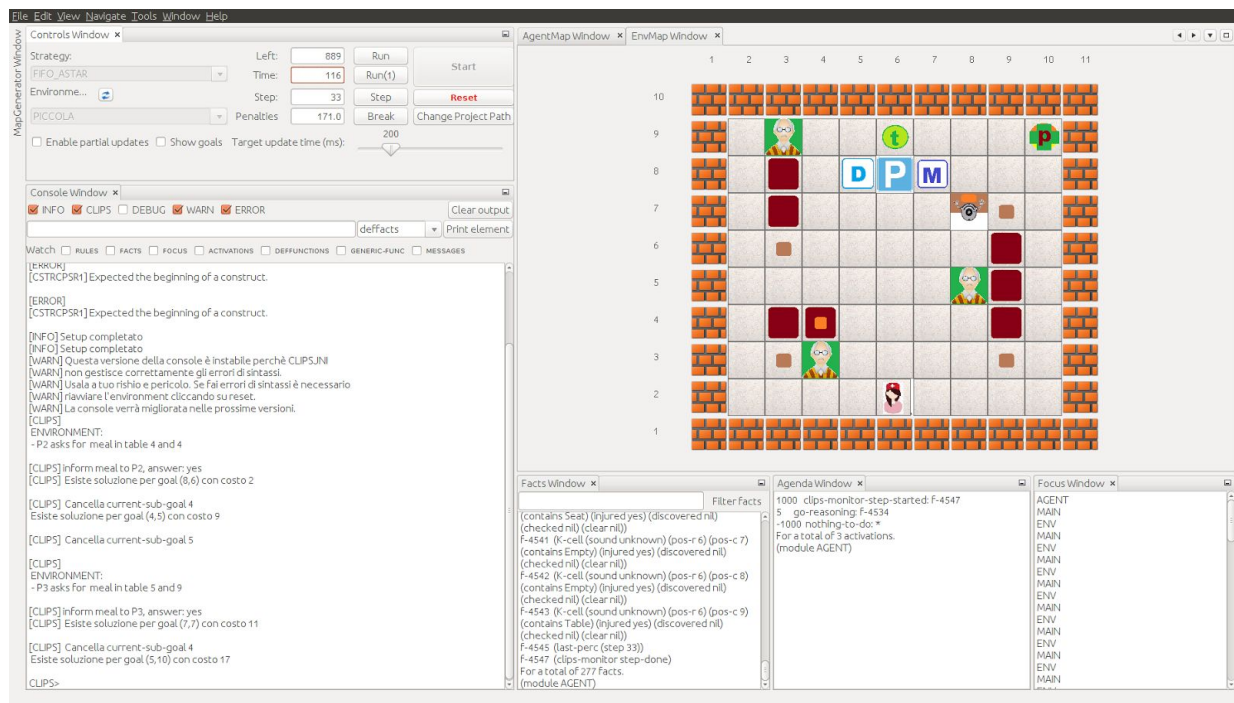 File Edit View Navigate Tools Window Help
MapGenerator Window
Controls Window ×
Strategy:
FIFO_ASTAR
Environme...
PICCOLA
Left: 889 Run
Time: 116 Run(1)
Step: 33 Step
Penalties 171.0 Break
Start
Reset
Change Project Path
Enable partial updates Show goals Target update time (ms): 200
Console Window ×
INFO CLIPS DEBUG WARN ERROR Clear output
deffacts Print element
Watch RULES FACTS FOCUS ACTIVATIONS DEFFUNCTIONS GENERIC-FUNC MESSAGES
[ERROR]
[CSTRCPSR1] Expected the beginning of a construct.
[ERROR]
[CSTRCPSR1] Expected the beginning of a construct.
[INFO] Setup completato
[INFO] Setup completato
[WARN] Questa versione della console è instabile perchè CLIPSJNI
[WARN] non gestisce correttamente gli errori di sintassi.
[WARN] Usala a tuo rishio e pericolo. Se fai errori di sintassi è necessario
[WARN] riavviare l'environment cliccando su reset.
[WARN] La console verrà migliorata nelle prossime versioni.
[CLIPS]
ENVIRONMENT:
- P2 asks for meal in table 4 and 4
[CLIPS] inform meal to P2, answer: yes
[CLIPS] Esiste soluzione per goal (8,6) con costo 2
[CLIPS] Cancella current-sub-goal 4
Esiste soluzione per goal (4,5) con costo 9
[CLIPS] Cancella current-sub-goal 5
[CLIPS]
ENVIRONMENT:
- P3 asks for meal in table 5 and 9
[CLIPS] inform meal to P3, answer: yes
[CLIPS] Esiste soluzione per goal (7,7) con costo 11
[CLIPS] Cancella current-sub-goal 4
Esiste soluzione per goal (5,10) con costo 17
CLIPS>
AgentMap Window × EnvMap Window ×
1 2 3 4 5 6 7 8 9 10 11
10
9 t p
8 D P M
7
6
5
4
3
2
1
Facts Window ×
Filter facts
(contains Seat) (injured yes) (discovered nil)
(checked nil) (clear nil))
f-4541 (K-cell (sound unknown) (pos-r 6) (pos-c 7)
(contains Empty) (injured yes) (discovered nil)
(checked nil) (clear nil))
f-4542 (K-cell (sound unknown) (pos-r 6) (pos-c 8)
(contains Empty) (injured yes) (discovered nil)
(checked nil) (clear nil))
f-4543 (K-cell (sound unknown) (pos-r 6) (pos-c 9)
(contains Table) (injured yes) (discovered nil)
(checked nil) (clear nil))
f-4545 (last-perc (step 33))
f-4547 (clips-monitor step-done)
For a total of 277 facts.
(module AGENT)
Agenda Window ×
1000 clips-monitor-step-started: f-4547
5 go-reasoning: f-4534
-1000 nothing-to-do: *
For a total of 3 activations.
(module AGENT)
Focus Window ×
AGENT
MAIN
ENV
MAIN
ENV
MAIN
ENV
MAIN
ENV
MAIN
ENV
MAIN
ENV
MAIN
ENV
MAIN